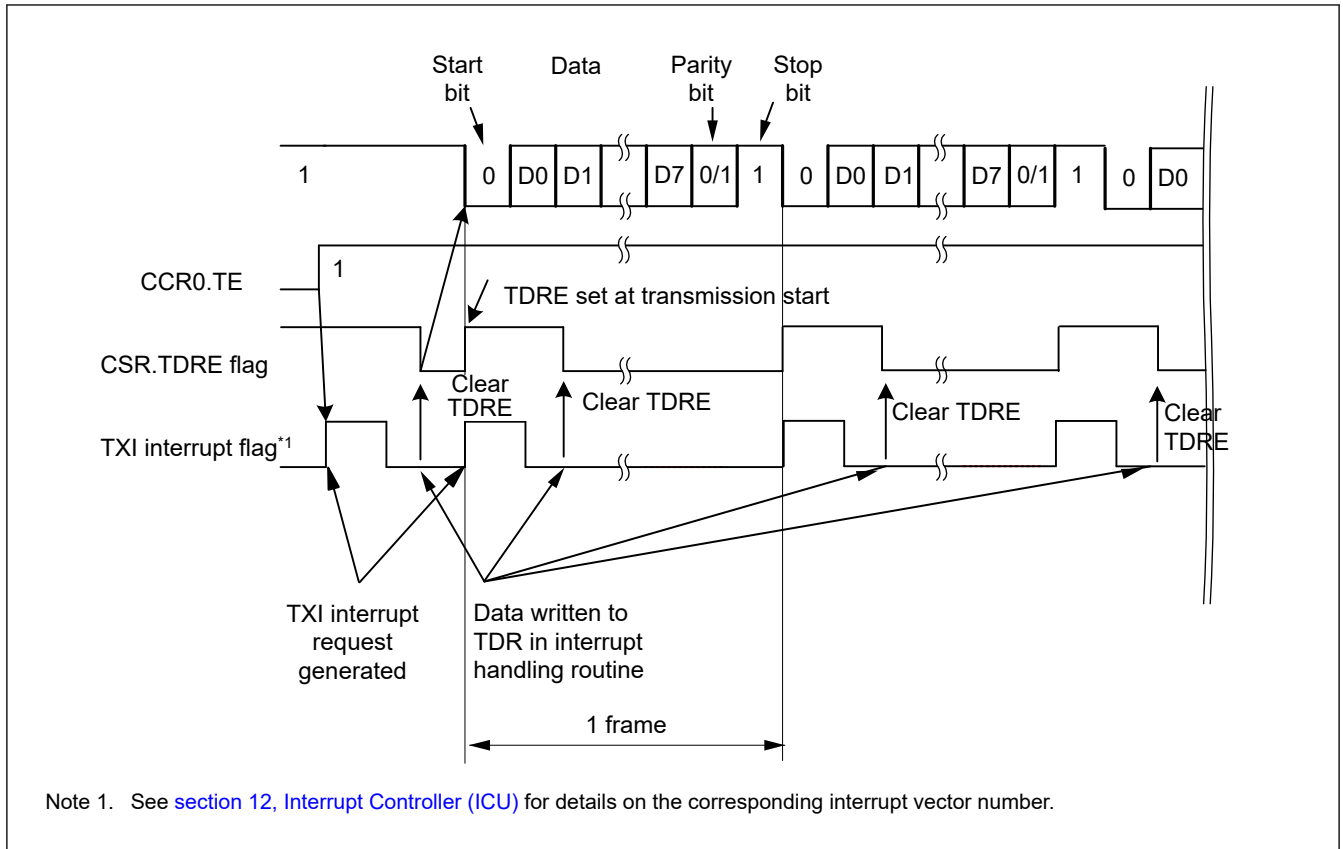 Start bit
Data
Parity bit
Stop bit
1
0 D0 D1 D7 0/1 1 0 D0 D1 D7 0/1 1 0 D0
CCR0.TE
1
TDRE set at transmission start
CSR.TDRE flag
Clear TDRE
Clear TDRE
Clear TDRE
Clear TDRE
TXI interrupt flag*1
TXI interrupt
request
generated
Data written to
TDR in interrupt
handling routine
1 frame
Note 1. See section 12, Interrupt Controller (ICU) for details on the corresponding interrupt vector number.